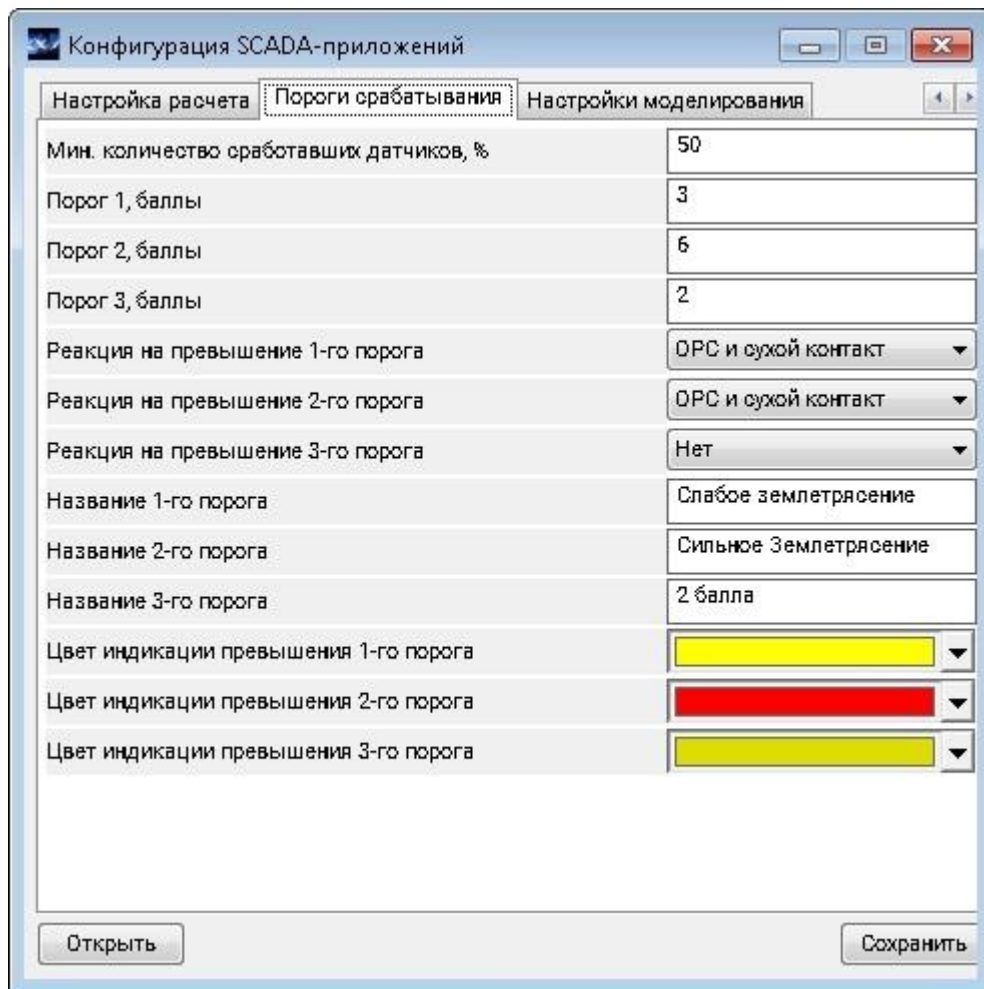 Конфигурация SCADA-приложений
Настройка расчета Пороги срабатывания Настройки моделирования
Мин. количество сработавших датчиков, % 50
Порог 1, баллы 3
Порог 2, баллы 6
Порог 3, баллы 2
Реакция на превышение 1-го порога OPC и сухой контакт
Реакция на превышение 2-го порога OPC и сухой контакт
Реакция на превышение 3-го порога Нет
Название 1-го порога Слабое землетрясение
Название 2-го порога Сильное Землетрясение
Название 3-го порога 2 балла
Цвет индикации превышения 1-го порога
Цвет индикации превышения 2-го порога
Цвет индикации превышения 3-го порога
Открыть Сохранить